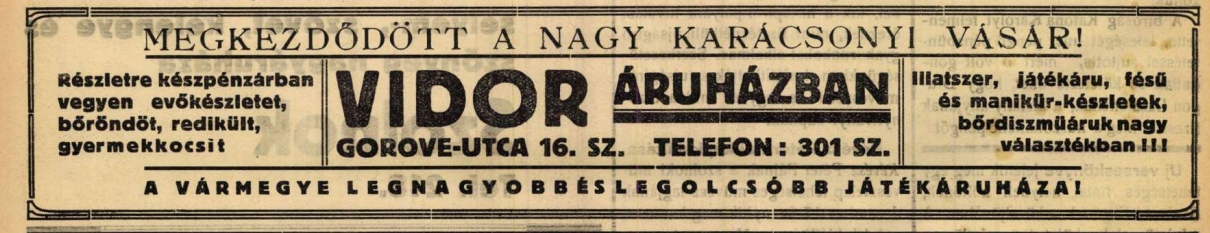 MEGKEZDŐDÖTT A NAGY KARÁCSONYI VÁSÁR!
Részletre készpénzárban
vegyen evőkészletet,
bőröndöt, redikült,
gyermekkocsit
VIDOR ÁRUHÁZBAN
GOROVE-UTCA 16. SZ. TELEFON: 301 SZ.
Illatszer, játékáru, fésű
és manikűr-készletek,
bőrdiszműáruk nagy
választékban!!!
A VÁRMEGYE LEGNAGYOBB ÉS LEGOLCSÓBB JÁTÉKÁRUHÁZA!